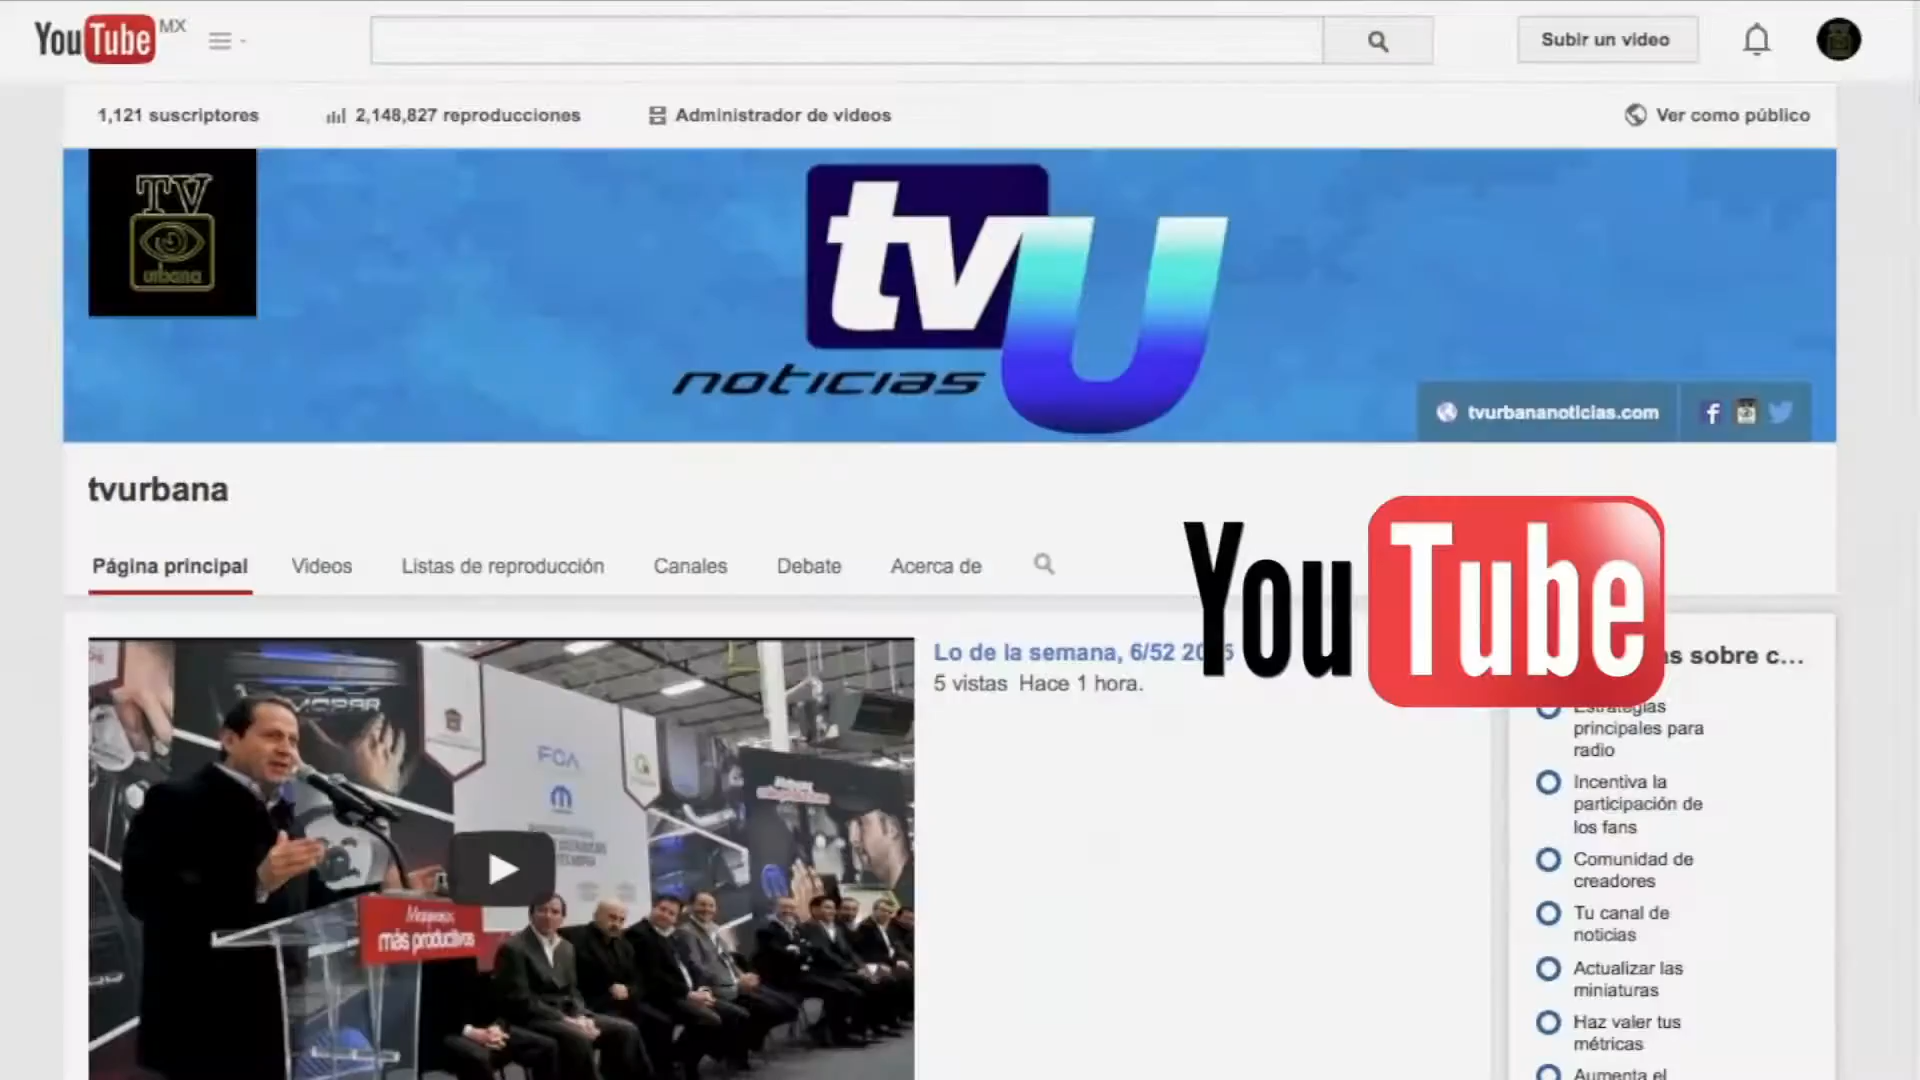 YouTube MX
Subir un video
1,121 suscriptores
2,148,827 reproducciones
Administrador de videos
Ver como público
TV
urbana
tvU
noticias
tvurbananoticias.com
tvurbana
Página principal
Videos
Listas de reproducción
Canales
Debate
Acerca de
YouTube
Lo de la semana, 6/52 20 5
5 vistas Hace 1 hora.
s sobre c...
Estrategias
principales para
radio
Incentiva la
participación de
los fans
Comunidad de
creadores
Tu canal de
noticias
Actualizar las
miniaturas
Haz valer tus
métricas
Aumenta el
MOPAR
FCA
más productivos